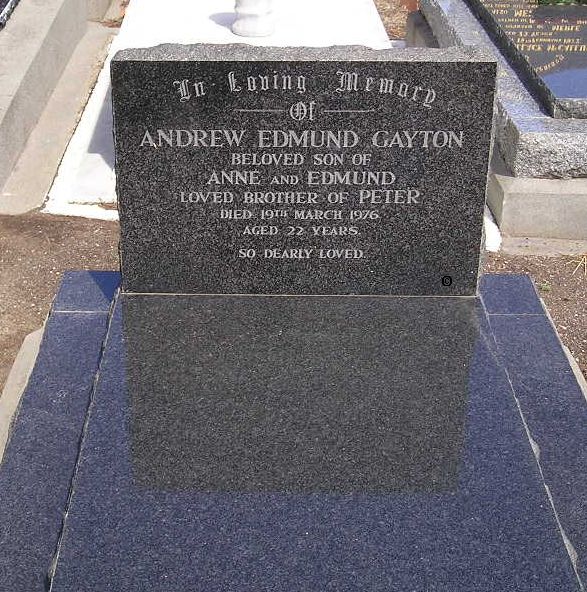 In Loving Memory
Of
ANDREW EDMUND GAYTON
BELOVED SON OF
ANNE AND EDMUND
LOVED BROTHER OF PETER
DIED 19TH MARCH 1976
AGED 22 YEARS.
SO DEARLY LOVED.